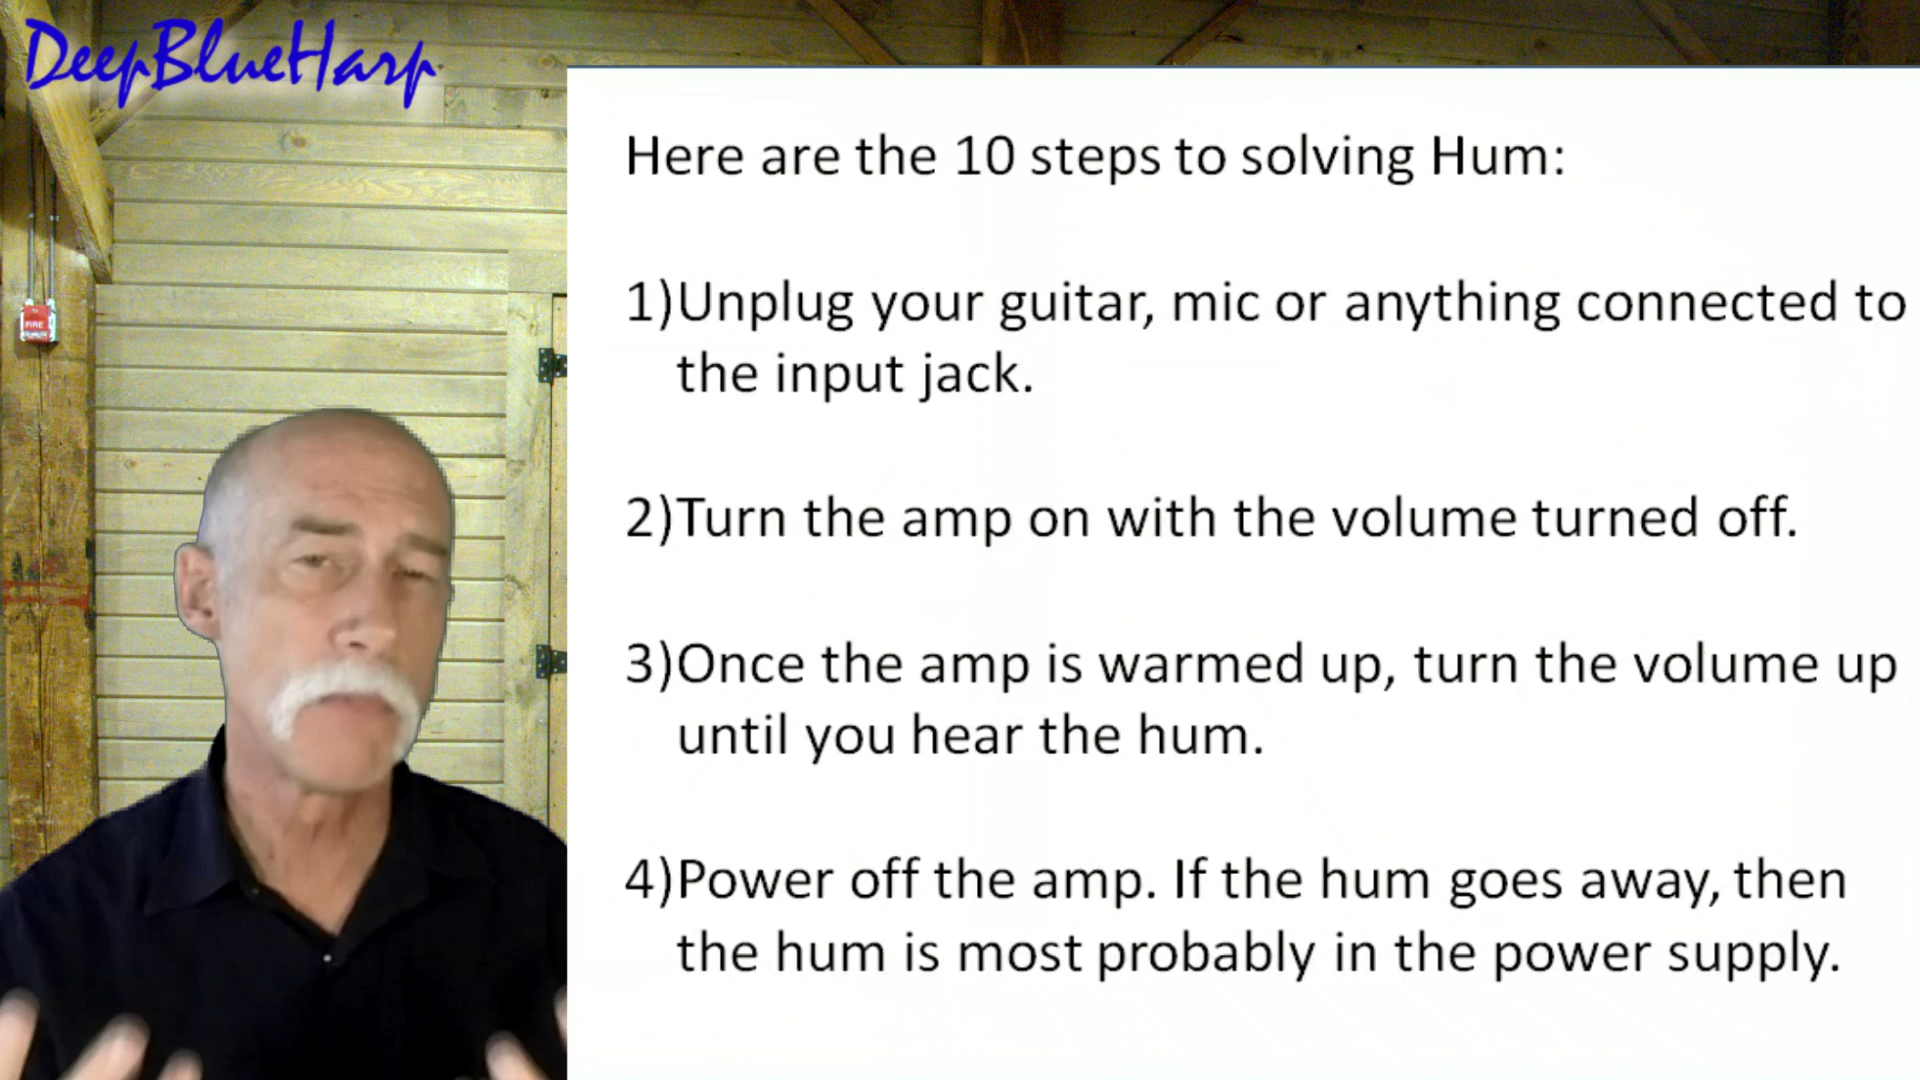 DeepBlueHarp
Here are the 10 steps to solving Hum:
1)Unplug your guitar, mic or anything connected to
the input jack.
2)Turn the amp on with the volume turned off.
3)Once the amp is warmed up, turn the volume up
until you hear the hum.
4)Power off the amp. If the hum goes away, then
the hum is most probably in the power supply.
FIRE